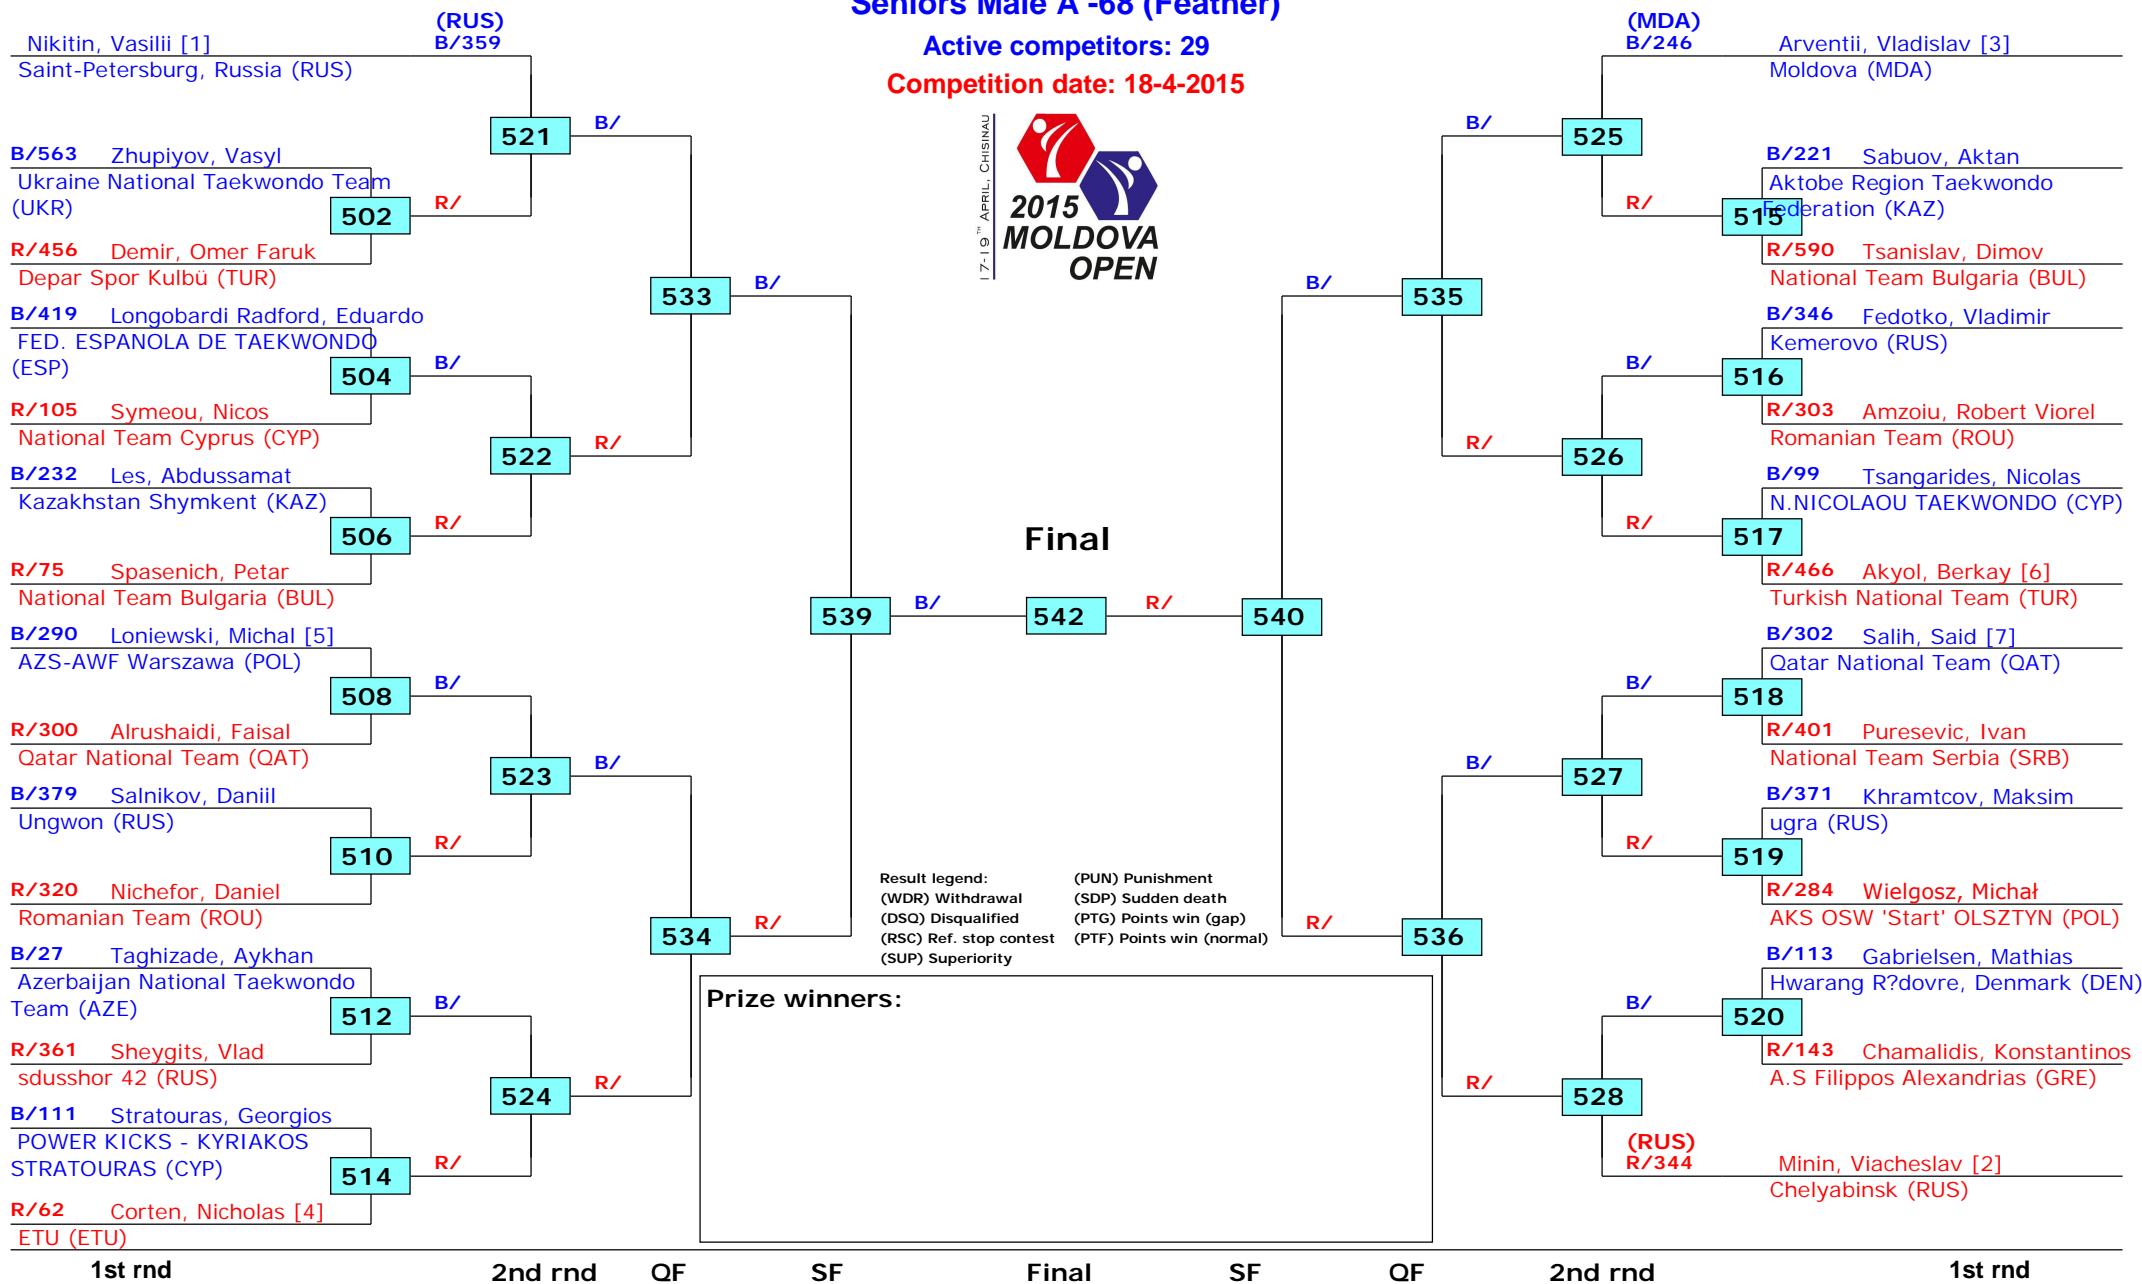 Seniors Male A -68 (Feather)
Active competitors: 29
Competition date: 18-4-2015
17-19TH APRIL, CHISINAU
2015
MOLDOVA
OPEN
(RUS)
Nikitin, Vasilii [1]
B/359
Saint-Petersburg, Russia (RUS)
521
B/
B/563 Zhupiyov, Vasyl
Ukraine National Taekwondo Team
(UKR)
502
R/
R/456 Demir, Omer Faruk
Depar Spor Kulbü (TUR)
533
B/
B/419 Longobardi Radford, Eduardo
FED. ESPANOLA DE TAEKWONDO
(ESP)
504
B/
R/105 Symeou, Nicos
National Team Cyprus (CYP)
522
R/
B/232 Les, Abdussamat
Kazakhstan Shymkent (KAZ)
506
R/
R/75 Spasenich, Petar
National Team Bulgaria (BUL)
539
B/
B/290 Loniewski, Michal [5]
AZS-AWF Warszawa (POL)
508
B/
R/300 Alrushaidi, Faisal
Qatar National Team (QAT)
523
B/
B/379 Salnikov, Daniil
Ungwon (RUS)
510
R/
R/320 Nichefor, Daniel
Romanian Team (ROU)
534
R/
B/27 Taghizade, Aykhan
Azerbaijan National Taekwondo
Team (AZE)
512
B/
R/361 Sheygits, Vlad
sdusshor 42 (RUS)
524
R/
B/111 Stratouras, Georgios
POWER KICKS - KYRIAKOS
STRATOURAS (CYP)
514
R/
R/62 Corten, Nicholas [4]
ETU (ETU)
Final
542
R/
540
(MDA)
B/246 Arventii, Vladislav [3]
Moldova (MDA)
B/
525
B/221 Sabuov, Aktan
Aktobe Region Taekwondo
Federation (KAZ)
R/
515
R/590 Tsanislav, Dimov
National Team Bulgaria (BUL)
B/
535
B/346 Fedotko, Vladimir
Kemerovo (RUS)
B/
516
R/303 Amzoiu, Robert Viorel
Romanian Team (ROU)
R/
526
B/99 Tsangarides, Nicolas
N.NICOLAOU TAEKWONDO (CYP)
R/
517
R/466 Akyol, Berkay [6]
Turkish National Team (TUR)
B/302 Salih, Said [7]
Qatar National Team (QAT)
B/
518
R/401 Puresevic, Ivan
National Team Serbia (SRB)
B/
527
B/371 Khramtcov, Maksim
ugra (RUS)
R/
519
R/284 Wielgosz, Michał
AKS OSW 'Start' OLSZTYN (POL)
R/
536
B/113 Gabrielsen, Mathias
Hwarang R?dovre, Denmark (DEN)
B/
520
R/143 Chamalidis, Konstantinos
A.S Filippos Alexandrias (GRE)
R/
528
(RUS)
R/344 Minin, Viacheslav [2]
Chelyabinsk (RUS)
Result legend: (PUN) Punishment
(WDR) Withdrawal (SDP) Sudden death
(DSQ) Disqualified (PTG) Points win (gap)
(RSC) Ref. stop contest (PTF) Points win (normal)
(SUP) Superiority
Prize winners:
1st rnd 2nd rnd QF SF Final SF QF 2nd rnd 1st rnd